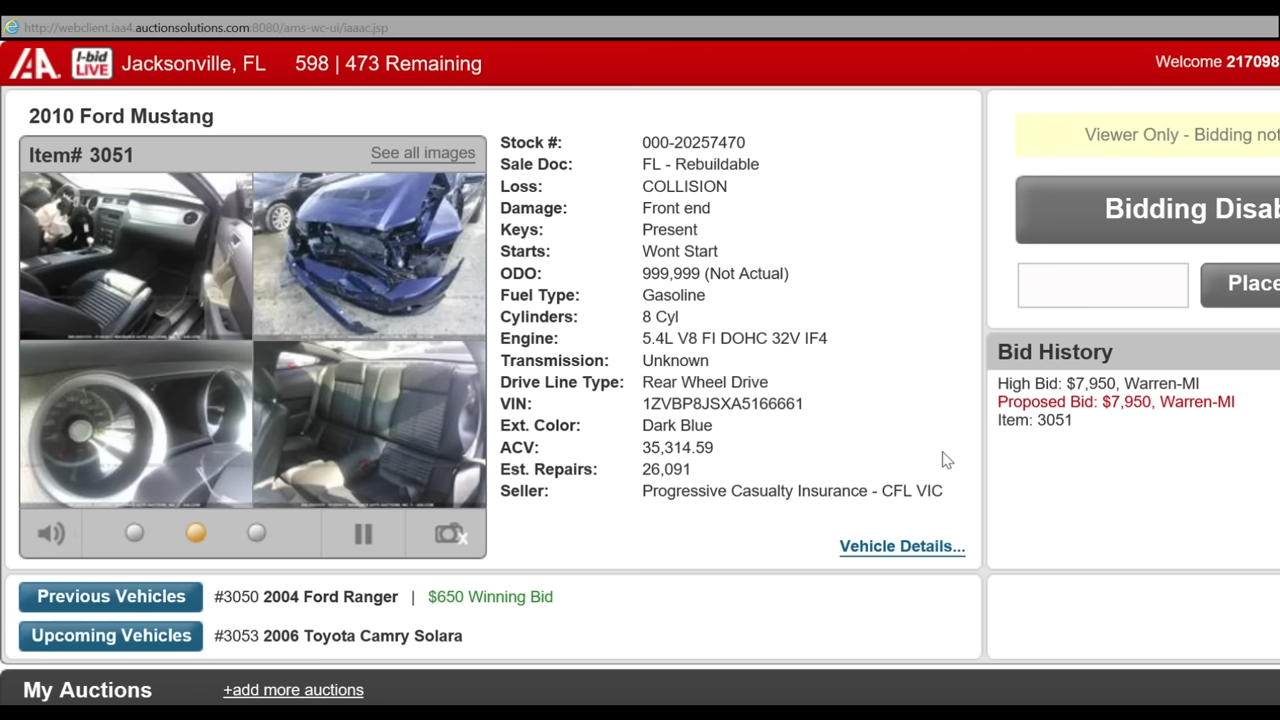 http://webclient.iaa4.auctionsolutions.com:8080/ams-wc-ui/iaaac.jsp
IAA. I-bid LIVE Jacksonville, FL 598 | 473 Remaining Welcome 217098
2010 Ford Mustang
Item# 3051 See all images
Stock #: 000-20257470
Sale Doc: FL - Rebuildable
Loss: COLLISION
Damage: Front end
Keys: Present
Starts: Wont Start
ODO: 999,999 (Not Actual)
Fuel Type: Gasoline
Cylinders: 8 Cyl
Engine: 5.4L V8 FI DOHC 32V IF4
Transmission: Unknown
Drive Line Type: Rear Wheel Drive
VIN: 1ZVBP8JSXA5166661
Ext. Color: Dark Blue
ACV: 35,314.59
Est. Repairs: 26,091
Seller: Progressive Casualty Insurance - CFL VIC
Vehicle Details...
Viewer Only - Bidding not
Bidding Disab
Place
Bid History
High Bid: $7,950, Warren-MI
Proposed Bid: $7,950, Warren-MI
Item: 3051
Previous Vehicles #3050 2004 Ford Ranger | $650 Winning Bid
Upcoming Vehicles #3053 2006 Toyota Camry Solara
My Auctions +add more auctions